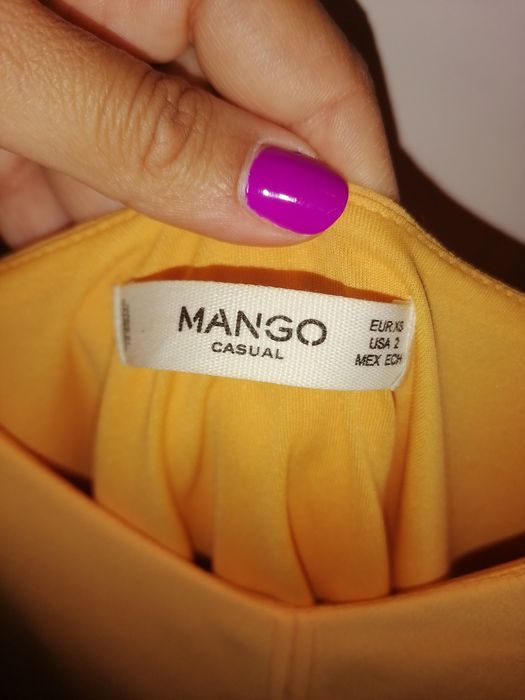 MANGO
CASUAL
EUR XS
USA 2
MEX ECH